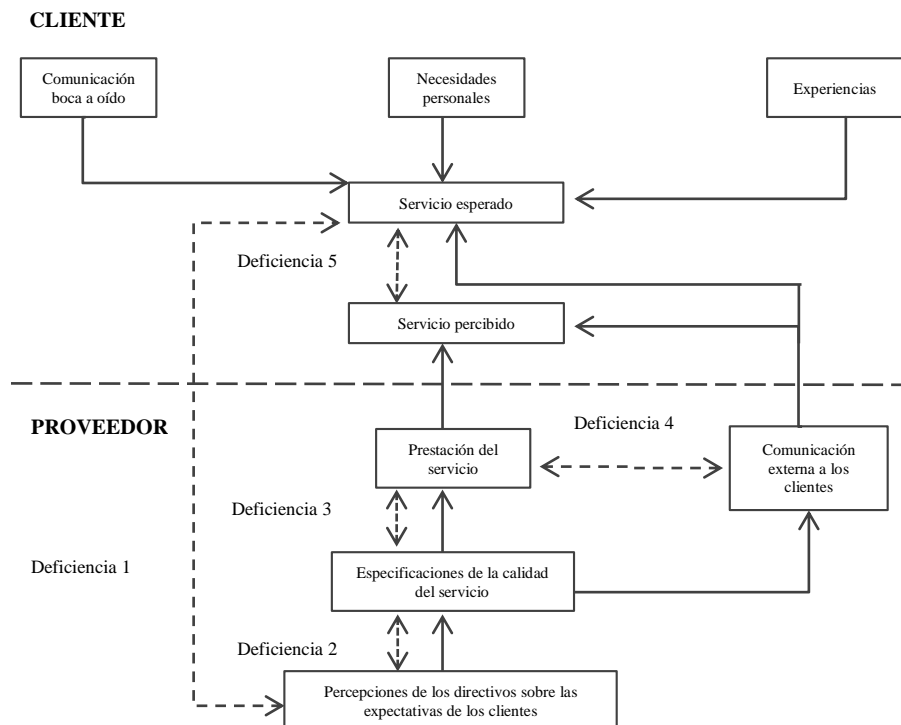 CLIENTE
Comunicación
boca a oído
Necesidades
personales
Experiencias
Servicio esperado
Deficiencia 5
Servicio percibido
PROVEEDOR
Deficiencia 4
Prestación del
servicio
Comunicación
externa a los
clientes
Deficiencia 3
Deficiencia 1
Especificaciones de la calidad
del servicio
Deficiencia 2
Percepciones de los directivos sobre las
expectativas de los clientes